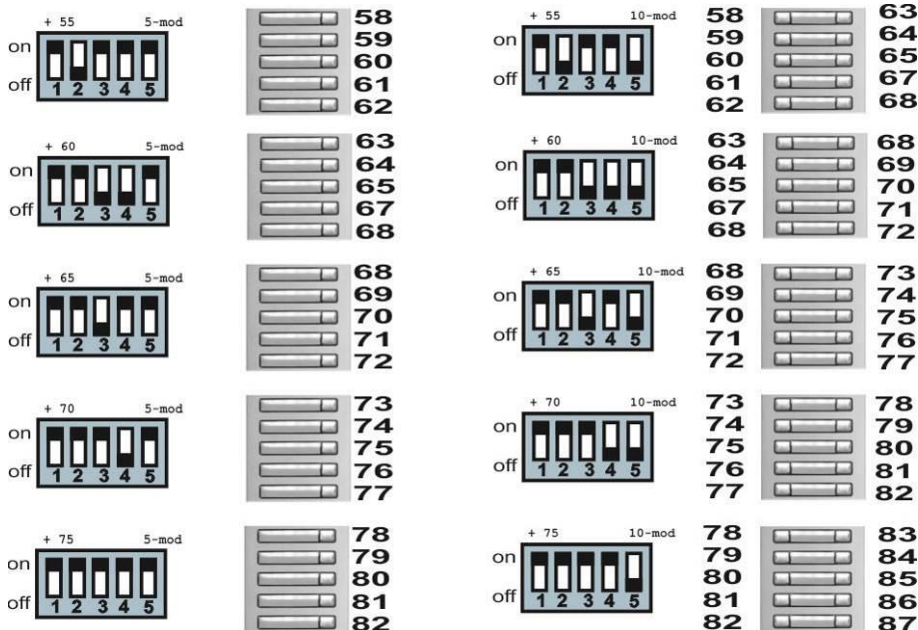 + 55 5-mod
on
off
1 2 3 4 5
58
59
60
61
62
+ 55 10-mod
on
off
1 2 3 4 5
58
59
60
61
62
63
64
65
67
68
+ 60 5-mod
on
off
1 2 3 4 5
63
64
65
67
68
+ 60 10-mod
on
off
1 2 3 4 5
63
64
65
67
68
68
69
70
71
72
+ 65 5-mod
on
off
1 2 3 4 5
68
69
70
71
72
+ 65 10-mod
on
off
1 2 3 4 5
68
69
70
71
72
73
74
75
76
77
+ 70 5-mod
on
off
1 2 3 4 5
73
74
75
76
77
+ 70 10-mod
on
off
1 2 3 4 5
73
74
75
76
77
78
79
80
81
82
+ 75 5-mod
on
off
1 2 3 4 5
78
79
80
81
82
+ 75 10-mod
on
off
1 2 3 4 5
78
79
80
81
82
83
84
85
86
87